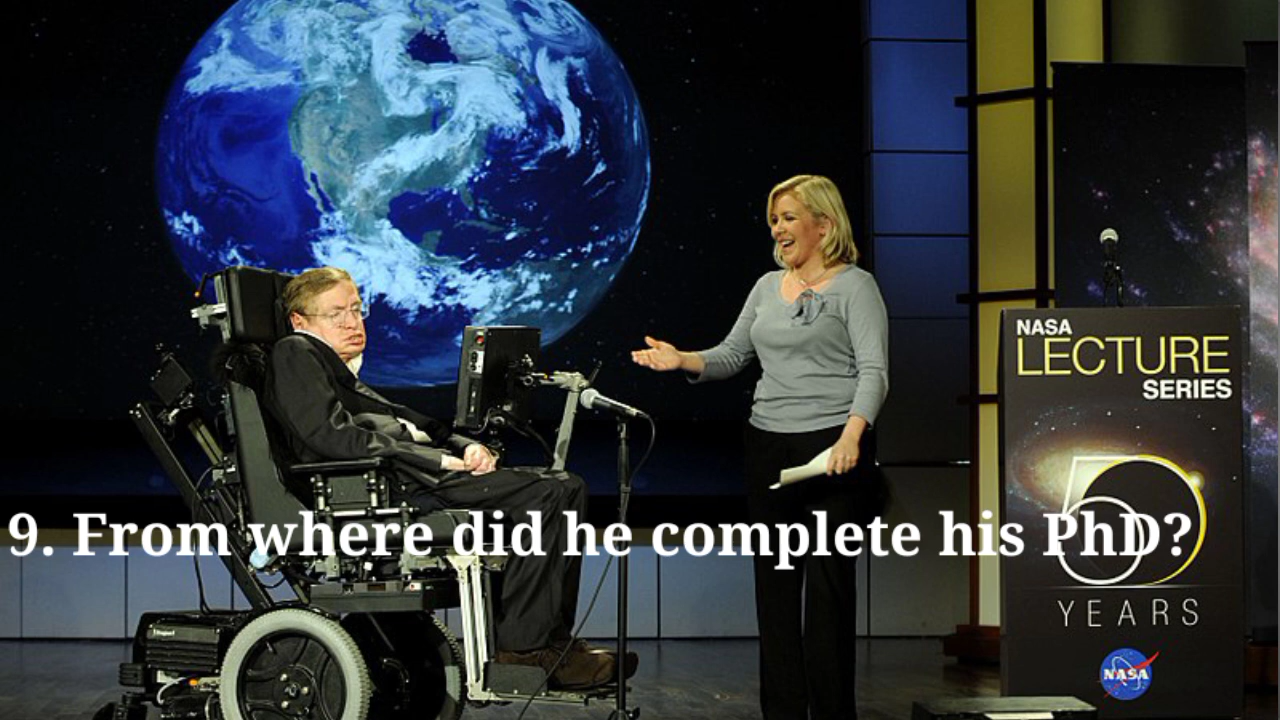 NASA
LECTURE
SERIES
9. From where did he complete his PhD?
50
YEARS
NASA